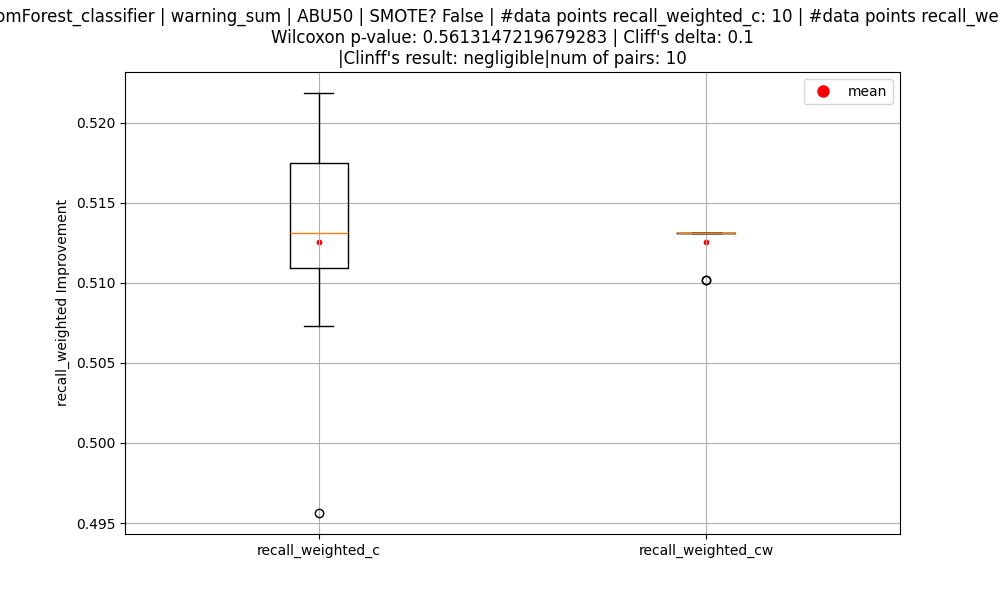 omForest_classifier | warning_sum | ABU50 | SMOTE? False | #data points recall_weighted_c: 10 | #data points recall_we
Wilcoxon p-value: 0.5613147219679283 | Cliff's delta: 0.1
|Clinff's result: negligible|num of pairs: 10
mean
0.520
0.515
0.510
0.505
0.500
0.495
recall_weighted Improvement
recall_weighted_c
recall_weighted_cw